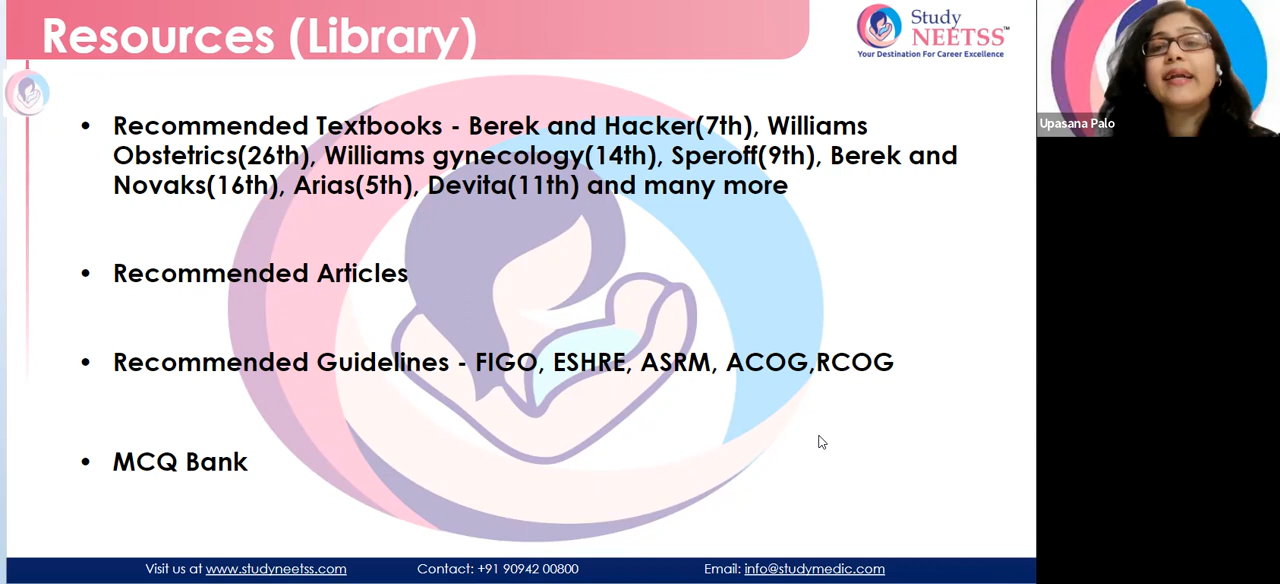 Resources (Library)
Study
NEETSS™
Your Destination For Career Excellence
Upasana Palo
• Recommended Textbooks - Berek and Hacker(7th), Williams
Obstetrics(26th), Williams gynecology(14th), Speroff(9th), Berek and
Novaks(16th), Arias(5th), Devita(11th) and many more
• Recommended Articles
• Recommended Guidelines - FIGO, ESHRE, ASRM, ACOG,RCOG
• MCQ Bank
Visit us at www.studyneetss.com Contact: +91 90942 00800 Email: info@studymedic.com